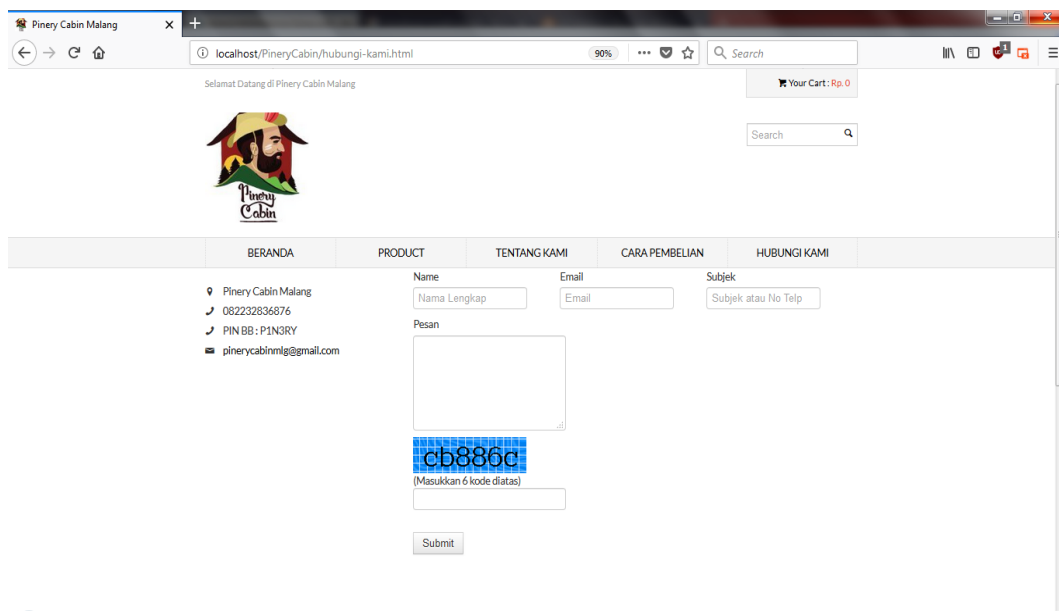 Pinery Cabin Malang
localhost/PineryCabin/hubungi-kami.html
90%
Search
1
Selamat Datang di Pinery Cabin Malang
Your Cart : Rp. 0
Search
Pinery
Cabin
BERANDA PRODUCT TENTANG KAMI CARA PEMBELIAN HUBUNGI KAMI
Pinery Cabin Malang
082232836876
PIN BB : P1N3RY
pinerycabinmlg@gmail.com
Name Email Subjek
Nama Lengkap Email Subjek atau No Telp
Pesan
cb886c
(Masukkan 6 kode diatas)
Submit